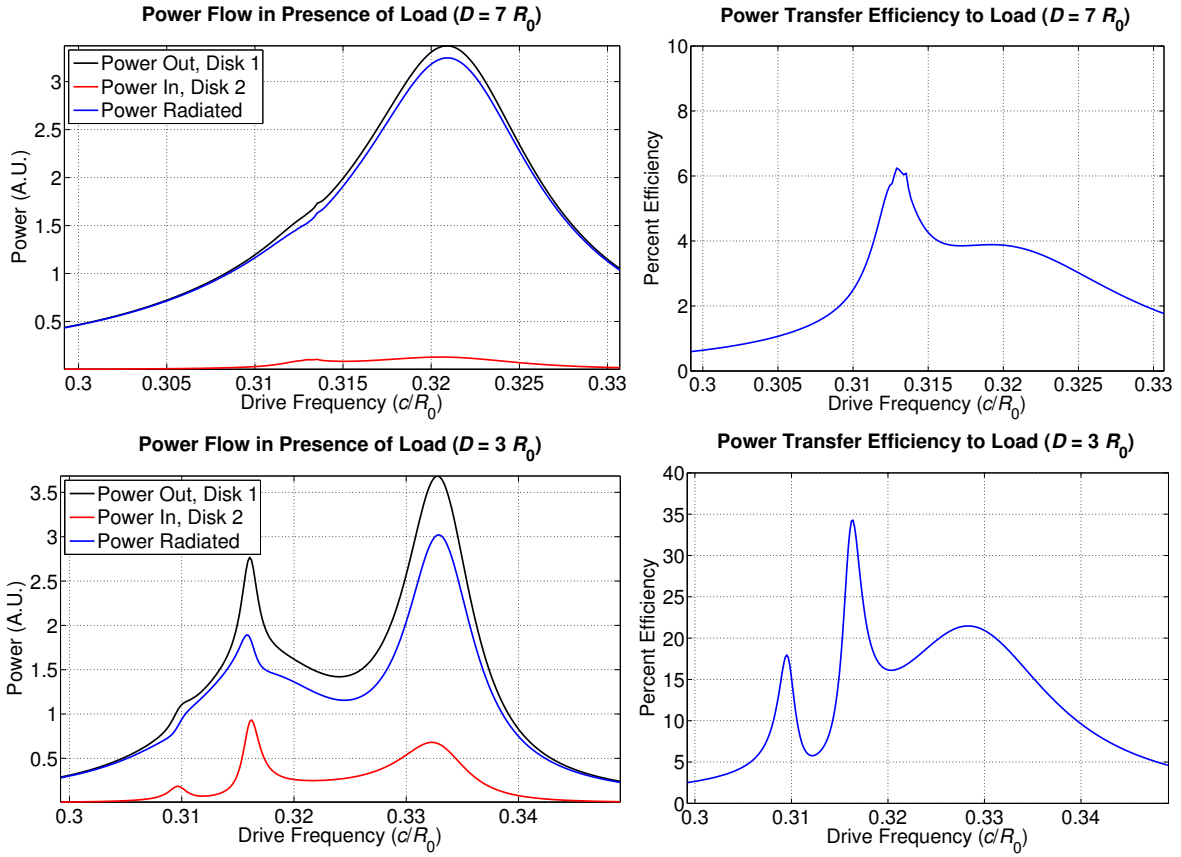 Power Flow in Presence of Load (D = 7 R0)
Power (A.U.)
3
2.5
2
1.5
1
0.5
Power Out, Disk 1
Power In, Disk 2
Power Radiated
0.3 0.305 0.31 0.315 0.32 0.325 0.33
Drive Frequency (c/R0)
Power Transfer Efficiency to Load (D = 7 R0)
Percent Efficiency
10
8
6
4
2
0
0.3 0.305 0.31 0.315 0.32 0.325 0.33
Drive Frequency (c/R0)
Power Flow in Presence of Load (D = 3 R0)
Power (A.U.)
3.5
3
2.5
2
1.5
1
0.5
Power Out, Disk 1
Power In, Disk 2
Power Radiated
0.3 0.31 0.32 0.33 0.34
Drive Frequency (c/R0)
Power Transfer Efficiency to Load (D = 3 R0)
Percent Efficiency
40
35
30
25
20
15
10
5
0
0.3 0.31 0.32 0.33 0.34
Drive Frequency (c/R0)